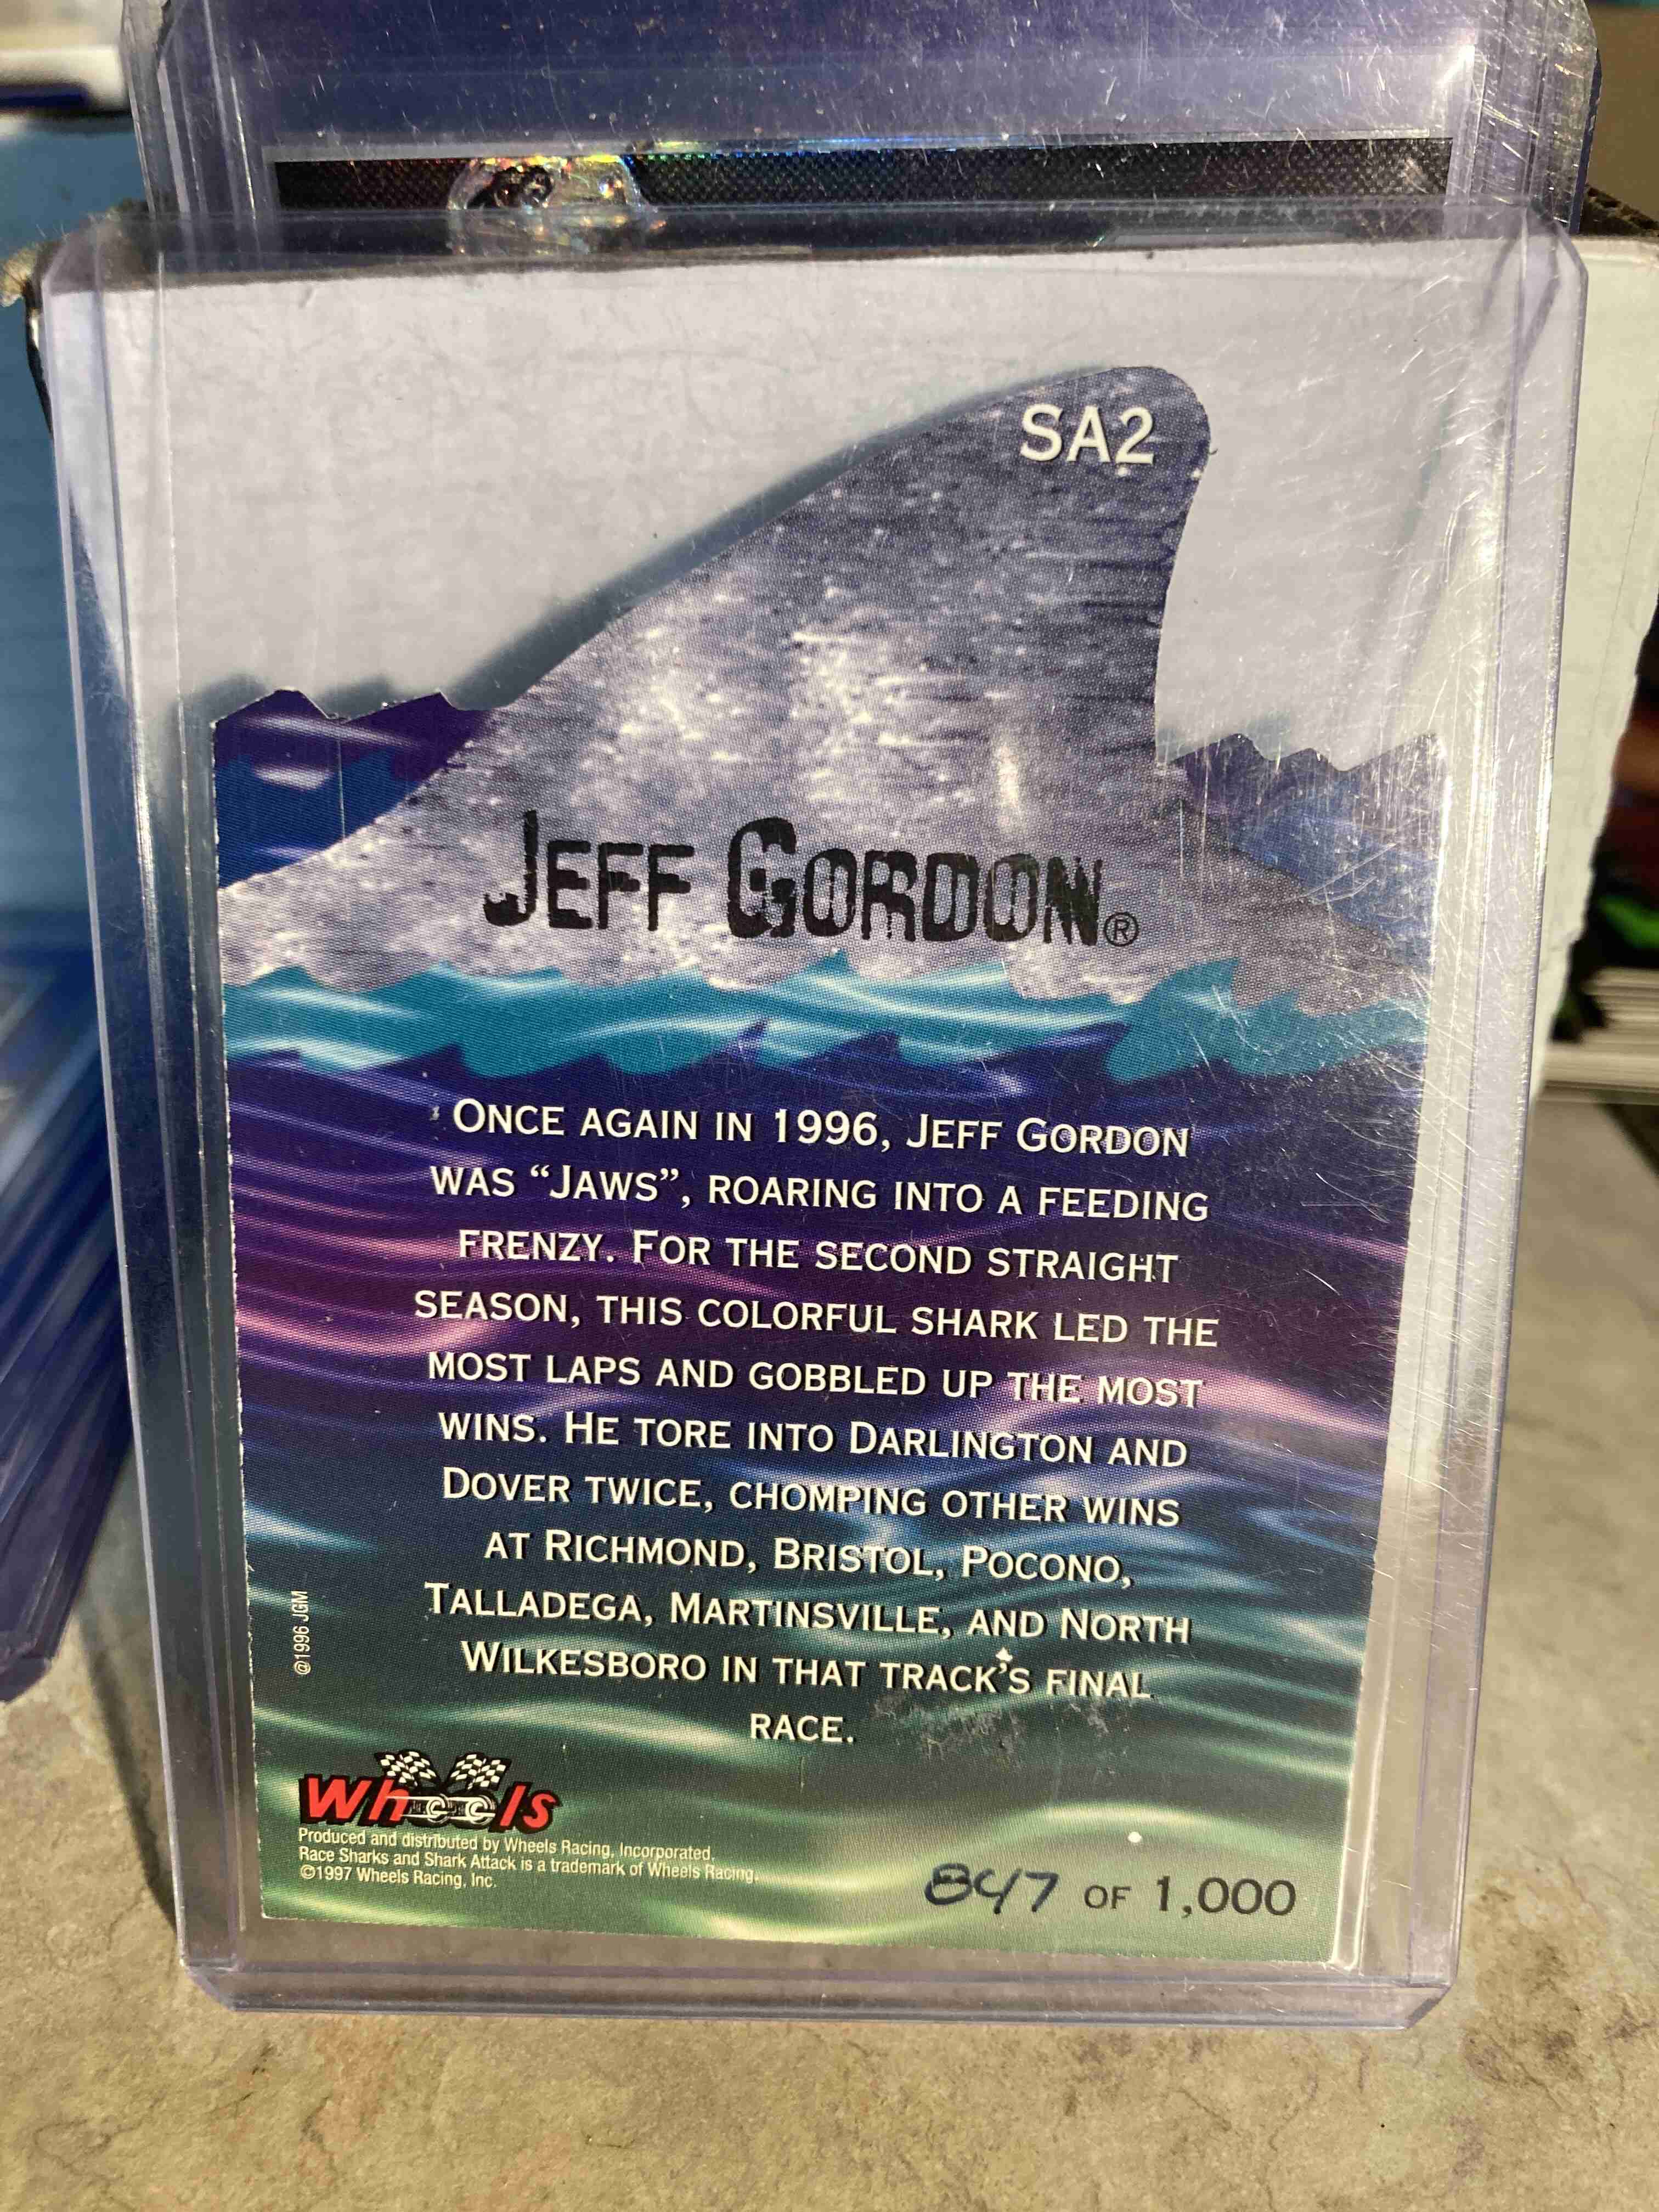 SA2
JEFF GORDON®
ONCE AGAIN IN 1996, JEFF GORDON
WAS “JAWS”, ROARING INTO A FEEDING
FRENZY. FOR THE SECOND STRAIGHT
SEASON, THIS COLORFUL SHARK LED THE
MOST LAPS AND GOBBLED UP THE MOST
WINS. HE TORE INTO DARLINGTON AND
DOVER TWICE, CHOMPING OTHER WINS
AT RICHMOND, BRISTOL, POCONO,
TALLADEGA, MARTINSVILLE, AND NORTH
WILKESBORO IN THAT TRACK’S FINAL
RACE.
@1996 JGM
Wheels
Produced and distributed by Wheels Racing, Incorporated.
Race Sharks and Shark Attack is a trademark of Wheels Racing.
©1997 Wheels Racing, Inc.
847 OF 1,000